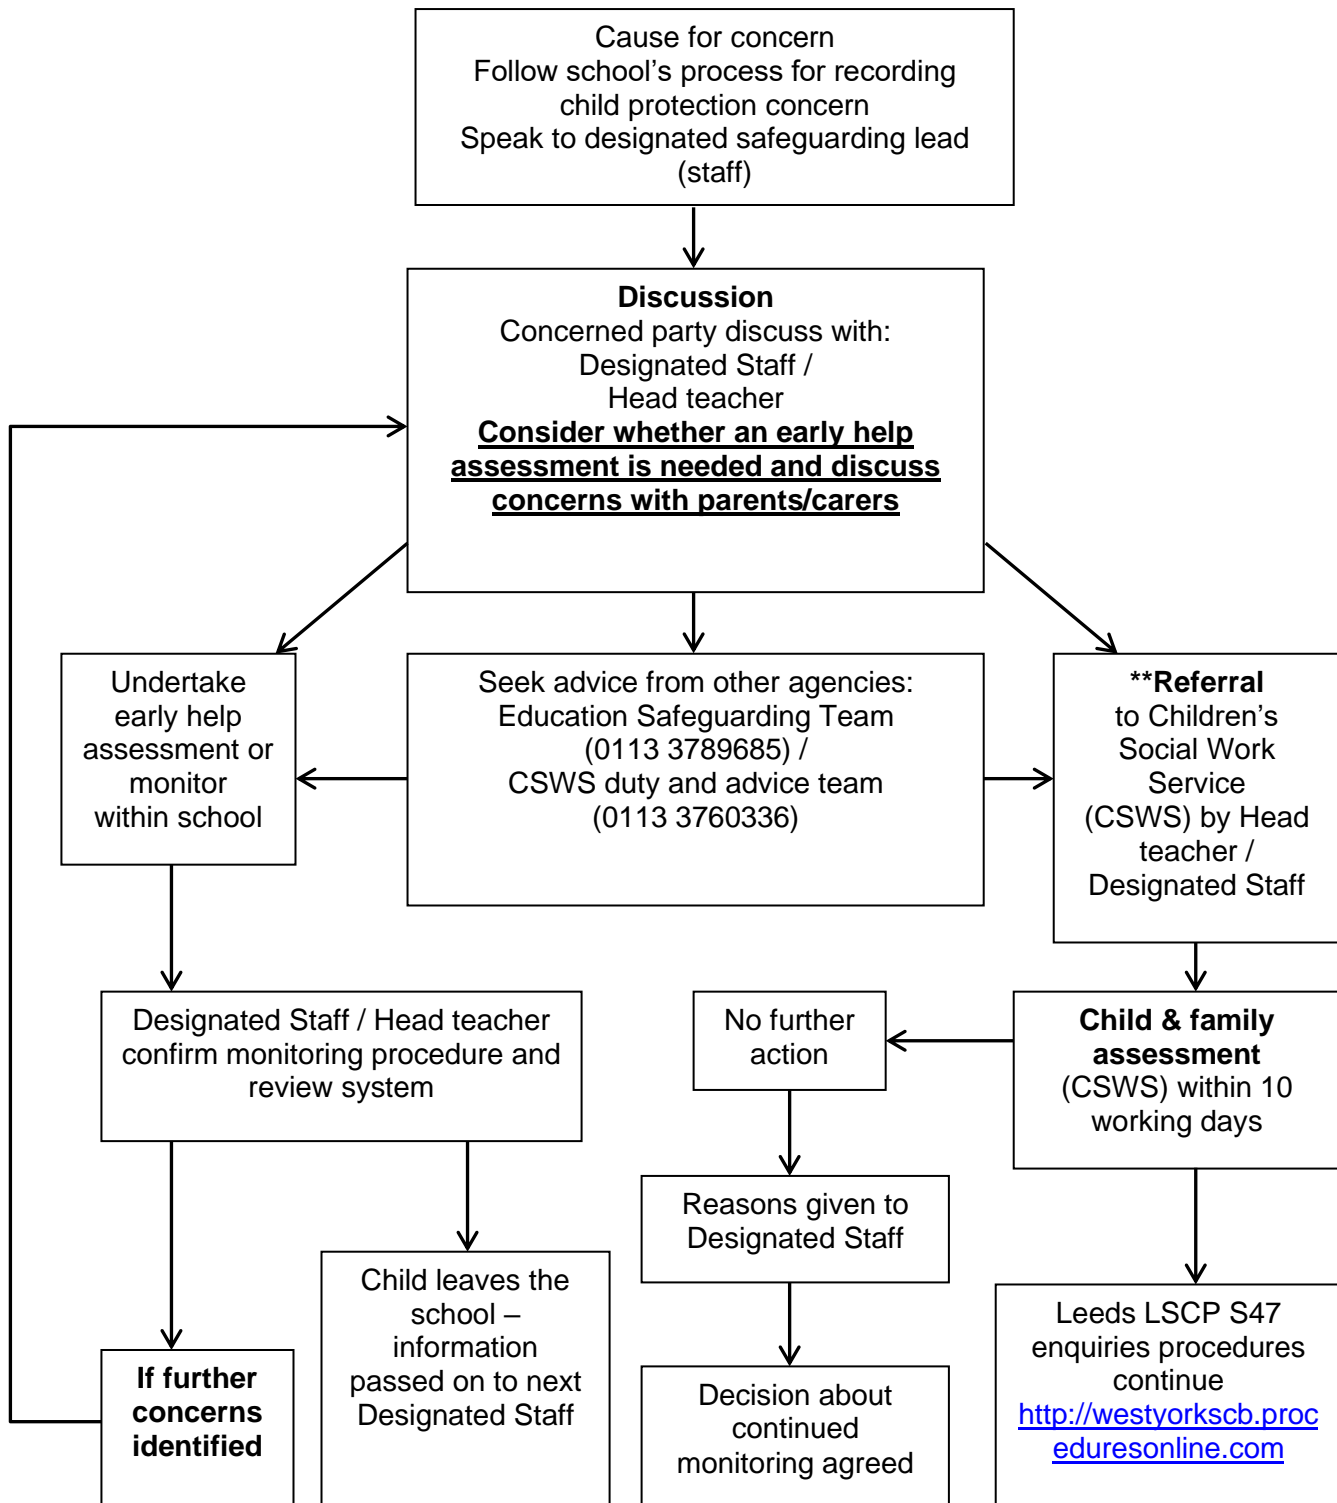 Cause for concern
Follow school’s process for recording
child protection concern
Speak to designated safeguarding lead
(staff)
Discussion
Concerned party discuss with:
Designated Staff /
Head teacher
Consider whether an early help
assessment is needed and discuss
concerns with parents/carers
Undertake
early help
assessment or
monitor
within school
Seek advice from other agencies:
Education Safeguarding Team
(0113 3789685) /
CSWS duty and advice team
(0113 3760336)
**Referral
to Children’s
Social Work
Service
(CSWS) by Head
teacher /
Designated Staff
Designated Staff / Head teacher
confirm monitoring procedure and
review system
No further
action
Child & family
assessment
(CSWS) within 10
working days
Reasons given to
Designated Staff
If further
concerns
identified
Child leaves the
school –
information
passed on to next
Designated Staff
Decision about
continued
monitoring agreed
Leeds LSCP S47
enquiries procedures
continue
http://westyorkscb.proc
eduresonline.com